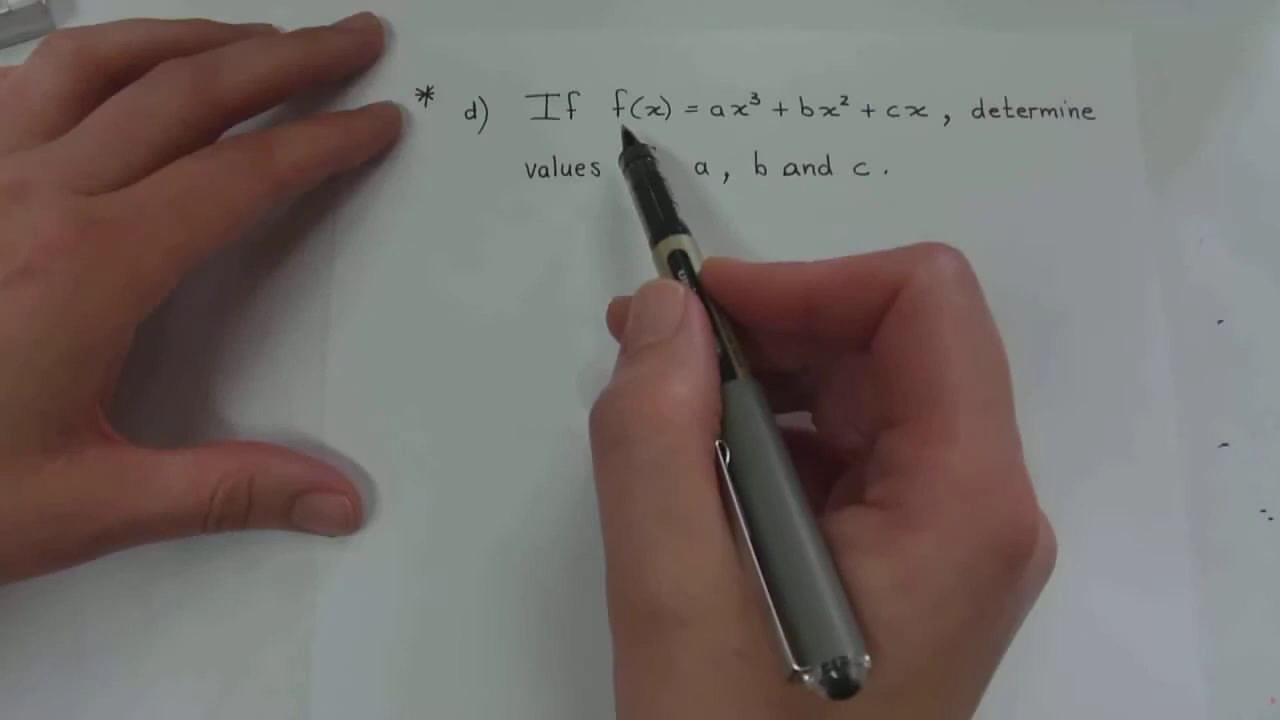 * d) If f(x) = ax³ + bx² + cx , determine
values a , b and c .